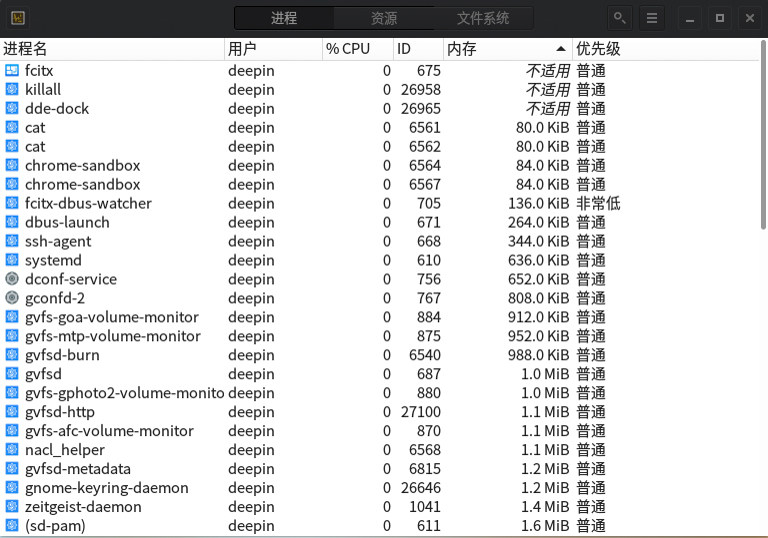 进程 资源 文件系统
进程名 用户 % CPU ID 内存 优先级
fcitx deepin 0 675 不适用 普通
killall deepin 0 26958 不适用 普通
dde-dock deepin 0 26965 不适用 普通
cat deepin 0 6561 80.0 KiB 普通
cat deepin 0 6562 80.0 KiB 普通
chrome-sandbox deepin 0 6564 84.0 KiB 普通
chrome-sandbox deepin 0 6567 84.0 KiB 普通
fcitx-dbus-watcher deepin 0 705 136.0 KiB 非常低
dbus-launch deepin 0 671 264.0 KiB 普通
ssh-agent deepin 0 668 344.0 KiB 普通
systemd deepin 0 610 636.0 KiB 普通
dconf-service deepin 0 756 652.0 KiB 普通
gconfd-2 deepin 0 767 808.0 KiB 普通
gvfs-goa-volume-monitor deepin 0 884 912.0 KiB 普通
gvfs-mtp-volume-monitor deepin 0 875 952.0 KiB 普通
gvfsd-burn deepin 0 6540 988.0 KiB 普通
gvfsd deepin 0 687 1.0 MiB 普通
gvfs-gphoto2-volume-monito deepin 0 880 1.0 MiB 普通
gvfsd-http deepin 0 27100 1.1 MiB 普通
gvfs-afc-volume-monitor deepin 0 870 1.1 MiB 普通
nacl_helper deepin 0 6568 1.1 MiB 普通
gvfsd-metadata deepin 0 6815 1.2 MiB 普通
gnome-keyring-daemon deepin 0 26646 1.2 MiB 普通
zeitgeist-daemon deepin 0 1041 1.4 MiB 普通
(sd-pam) deepin 0 611 1.6 MiB 普通